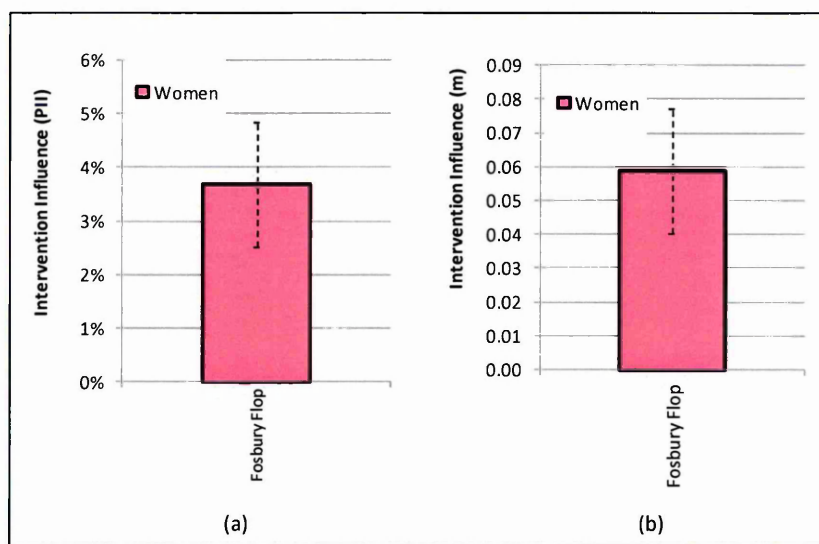 Intervention Influence (PII)
6%
5%
4%
3%
2%
1%
0%
Women
Fosbury Flop
(a)
Intervention Influence (m)
0.09
0.08
0.07
0.06
0.05
0.04
0.03
0.02
0.01
0.00
Women
Fosbury Flop
(b)